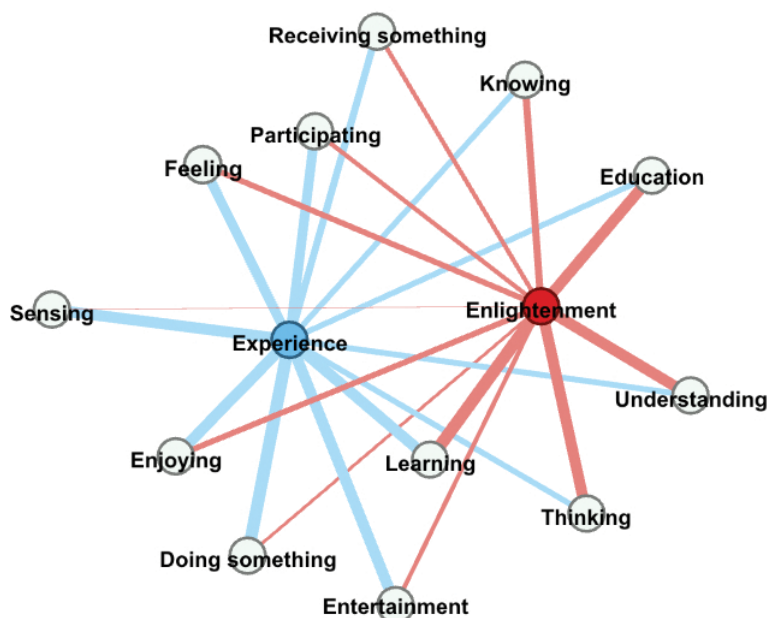 Receiving something
Knowing
Participating
Feeling
Education
Sensing
Enlightenment
Experience
Understanding
Enjoying
Learning
Thinking
Doing something
Entertainment